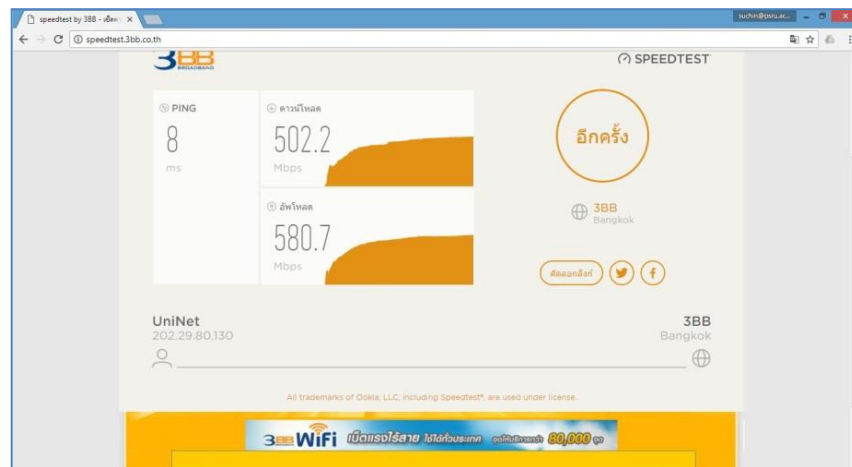 speedtest by 3BB - เช็คค
suchin@psru.ac...
speedtest.3bb.co.th
3BB
BROADBAND
SPEEDTEST
PING
8
ms
ดาวน์โหลด
502.2
Mbps
อัพโหลด
580.7
Mbps
อีกครั้ง
3BB
Bangkok
คัดลอกลิงก์
UniNet
202.29.80.130
3BB
Bangkok
All trademarks of Ookla, LLC, including Speedtest®, are used under license.
3BB WiFi เน็ตแรงไร้สาย ใช้ได้ทั่วประเทศ 80,000 จุด